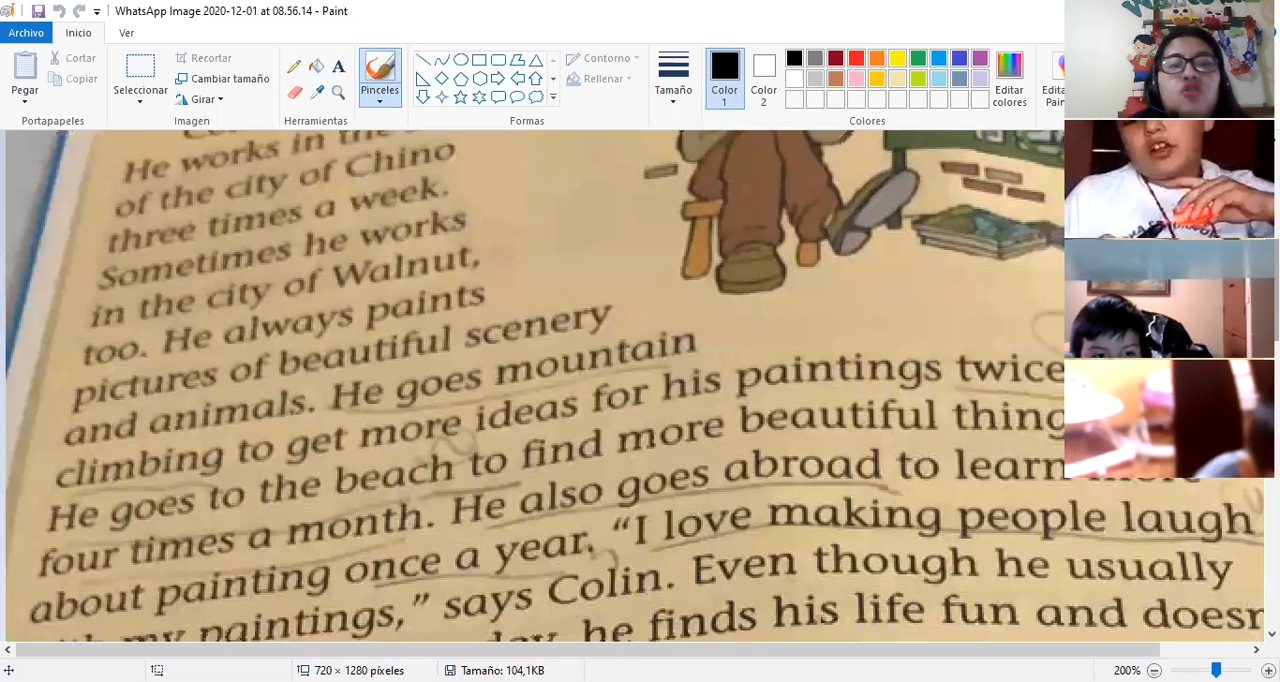 WhatsApp Image 2020-12-01 at 08.56.14 - Paint
Archivo Inicio Ver
Pegar
Cortar
Copiar
Portapapeles
Seleccionar
Recortar
Cambiar tamaño
Girar
Imagen
A
Herramientas
Pinceles
Formas
Contorno
Rellenar
Tamaño
Color
1
Color
2
Colores
Editar
colores
He works in the
of the city of Chino
three times a week.
Sometimes he works
in the city of Walnut,
too. He always paints
pictures of beautiful scenery
and animals. He goes mountain
climbing to get more ideas for his paintings twice
He goes to the beach to find more beautiful thing
four times a month. He also goes abroad to learn
about painting once a year, "I love making people laugh
my paintings," says Colin. Even though he usually
he finds his life fun and
720 × 1280 píxeles
Tamaño: 104,1KB
200%